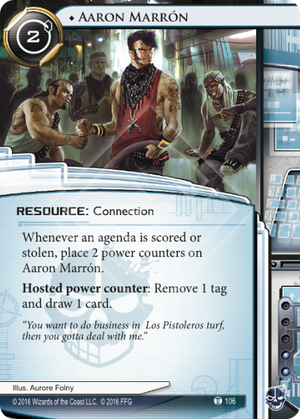 ♦ AARON MARRÓN
2
RESOURCE: Connection
Whenever an agenda is scored or
stolen, place 2 power counters on
Aaron Marrón.
Hosted power counter: Remove 1 tag
and draw 1 card.
"You want to do business in Los Pistoleros turf,
then you gotta deal with me."
Illus. Aurore Folny
© 2016 Wizards of the Coast LLC. © 2016 FFG
106